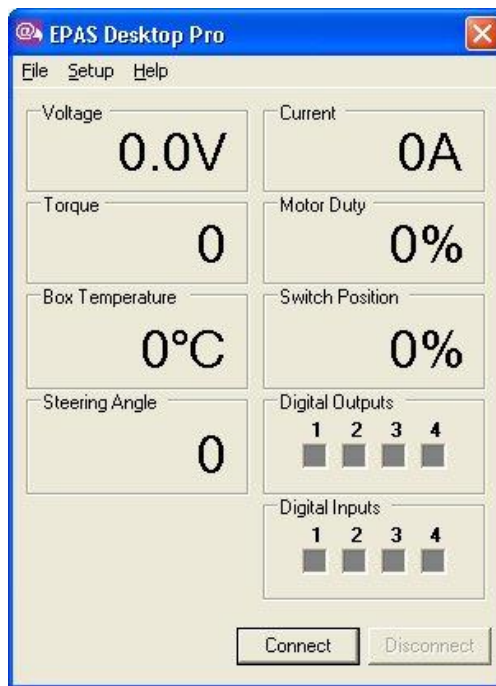 EPAS Desktop Pro
File Setup Help
Voltage
0.0V
Current
0A
Torque
0
Motor Duty
0%
Box Temperature
0°C
Switch Position
0%
Steering Angle
0
Digital Outputs
1 2 3 4
Digital Inputs
1 2 3 4
Connect Disconnect